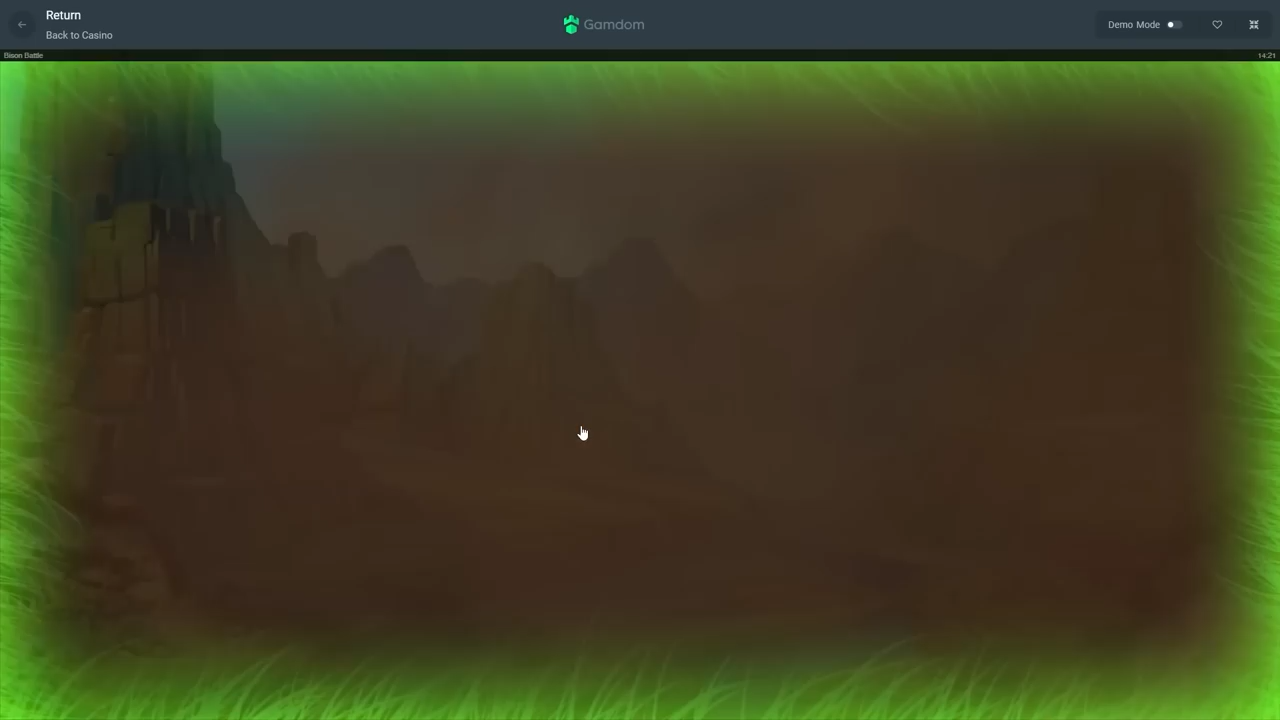 Return
Back to Casino
Gamdom
Demo Mode
Bison Battle
14:21